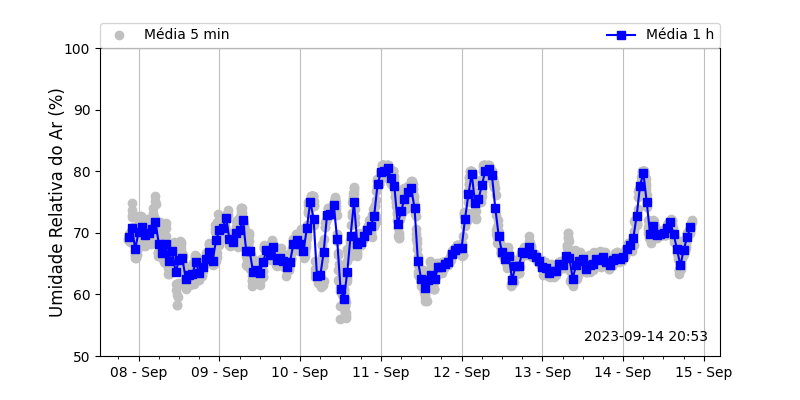 Média 5 min
Média 1 h
100
90
80
70
60
50
Umidade Relativa do Ar (%)
2023-09-14 20:53
08 - Sep
09 - Sep
10 - Sep
11 - Sep
12 - Sep
13 - Sep
14 - Sep
15 - Sep